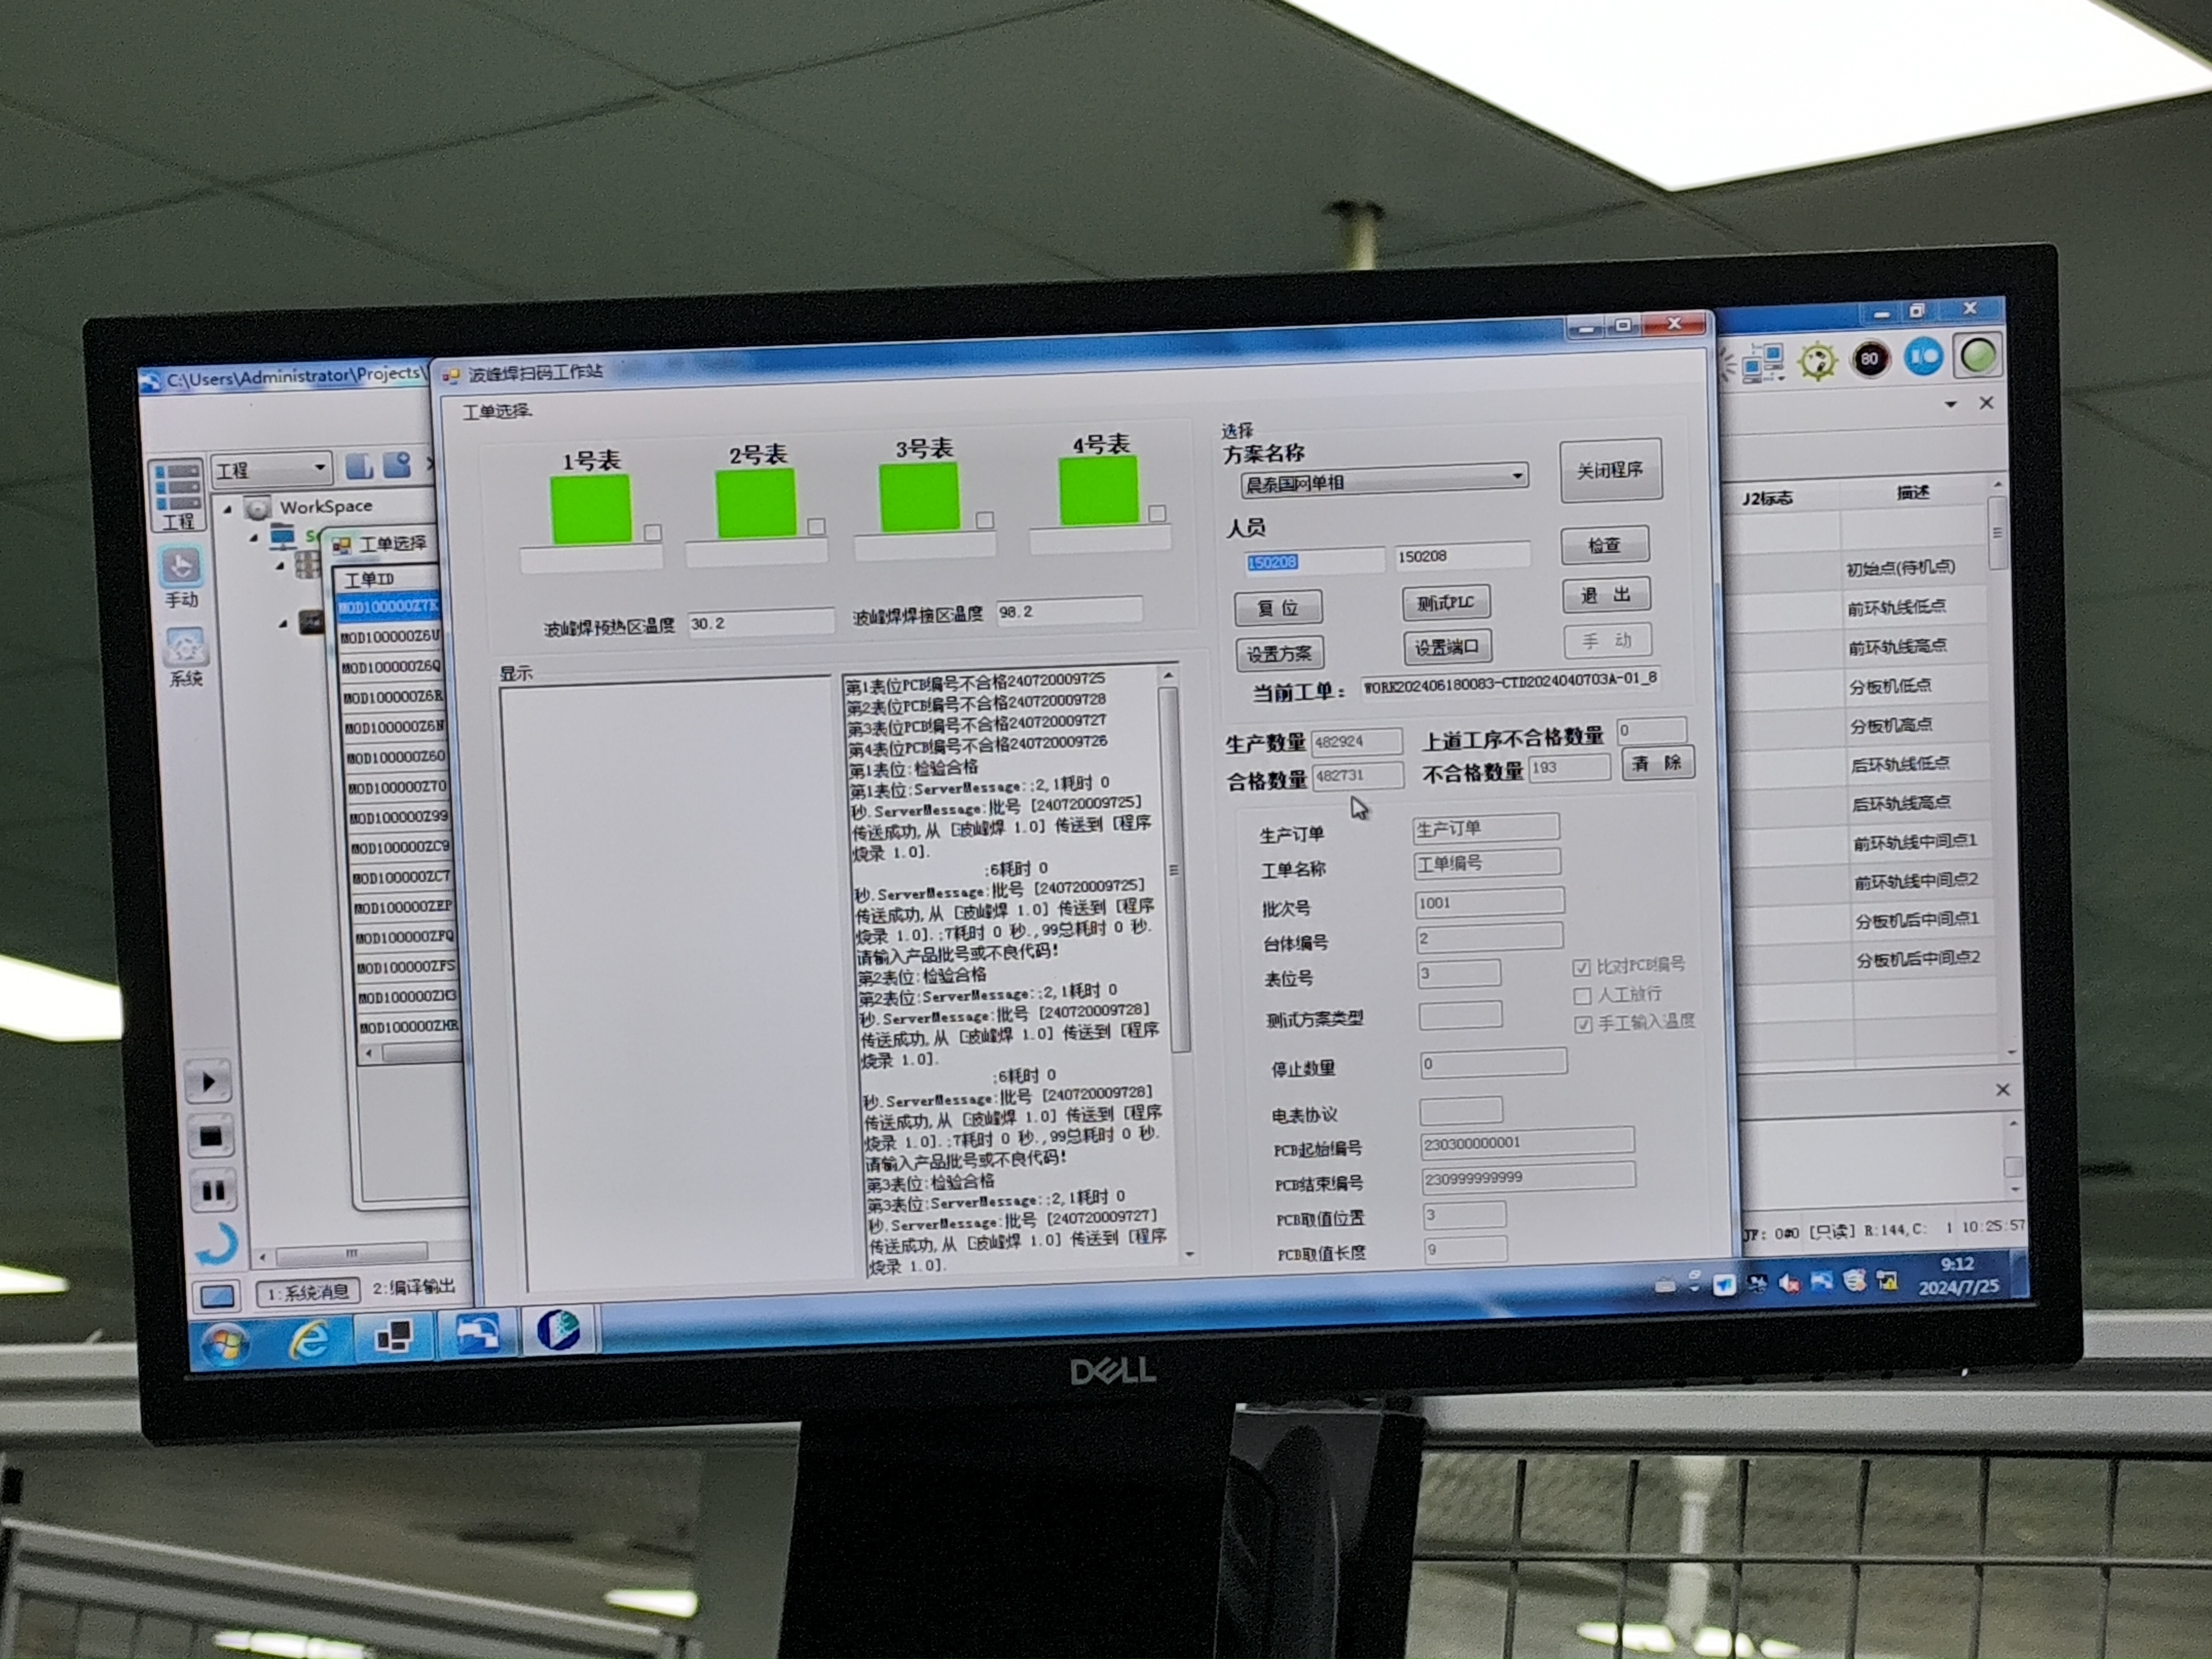 C:\Users\Administrator\Projects\
波峰焊扫码工作站
工单选择
1号表
2号表
3号表
4号表
波峰焊预热区温度 30.2
波峰焊焊接区温度 98.2
显示
第1表位PCB编号不合格240720009725
第2表位PCB编号不合格240720009728
第3表位PCB编号不合格240720009727
第4表位PCB编号不合格240720009726
第1表位:检验合格
第1表位:ServerMessage:;2,1耗时 0
秒.ServerMessage:批号 [240720009725]
传送成功,从 [波峰焊 1.0] 传送到 [程序
烧录 1.0].
;6耗时 0
秒.ServerMessage:批号 [240720009725]
传送成功,从 [波峰焊 1.0] 传送到 [程序
烧录 1.0].;7耗时 0 秒.,99总耗时 0 秒.
请输入产品批号或不良代码!
第2表位:检验合格
第2表位:ServerMessage:;2,1耗时 0
秒.ServerMessage:批号 [240720009728]
传送成功,从 [波峰焊 1.0] 传送到 [程序
烧录 1.0].
;6耗时 0
秒.ServerMessage:批号 [240720009728]
传送成功,从 [波峰焊 1.0] 传送到 [程序
烧录 1.0].;7耗时 0 秒.,99总耗时 0 秒.
请输入产品批号或不良代码!
第3表位:检验合格
第3表位:ServerMessage:;2,1耗时 0
秒.ServerMessage:批号 [240720009727]
传送成功,从 [波峰焊 1.0] 传送到 [程序
烧录 1.0].
选择
方案名称
晨泰国网单相
关闭程序
人员
150208
150208
检查
复 位
测试PLC
退 出
设置方案
设置端口
手 动
当前工单: WORK202406180083-CTD2024040703A-01_8
生产数量 482924
上道工序不合格数量 0
合格数量 482731
不合格数量 193
清 除
生产订单 生产订单
工单名称 工单编号
批次号 1001
台体编号 2
表位号 3
比对PCB编号
人工放行
测试方案类型
手工输入温度
停止数量 0
电表协议
PCB起始编号 230300000001
PCB结束编号 230999999999
PCB取值位置 3
PCB取值长度 9
工程
手动
系统
工程
WorkSpace
工单选择
工单ID
MOD100000Z7K
MOD100000Z6U
MOD100000Z6Q
MOD100000Z6R
MOD100000Z6N
MOD100000Z60
MOD100000Z70
MOD100000Z99
MOD100000ZC9
MOD100000ZC7
MOD100000ZEP
MOD100000ZFQ
MOD100000ZFS
MOD100000ZH3
MOD100000ZHR
1:系统消息
2:编译输出
80
I/O
J2标志
描述
初始点(待机点)
前环轨线低点
前环轨线高点
分板机低点
分板机高点
后环轨线低点
后环轨线高点
前环轨线中间点1
前环轨线中间点2
分板机后中间点1
分板机后中间点2
[只读] R:144,C: 1 10:25:57
9:12
2024/7/25
DELL